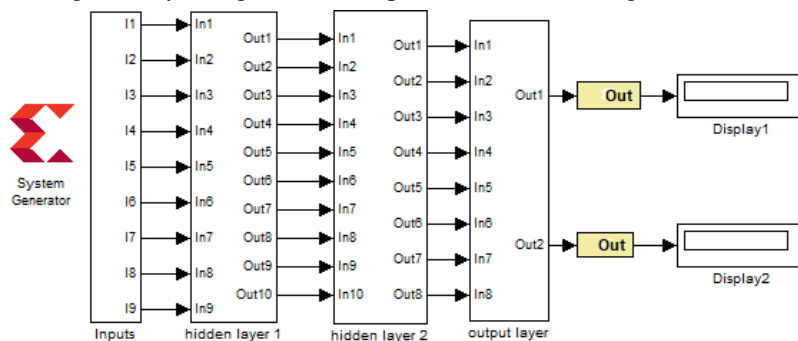 I1
I2
I3
I4
I5
I6
I7
I8
I9
Inputs
In1
In2
In3
In4
In5
In6
In7
In8
In9
Out1
Out2
Out3
Out4
Out5
Out6
Out7
Out8
Out9
Out10
hidden layer 1
In1
In2
In3
In4
In5
In6
In7
In8
In9
In10
Out1
Out2
Out3
Out4
Out5
Out6
Out7
Out8
hidden layer 2
In1
In2
In3
In4
In5
In6
In7
In8
Out1
Out2
output layer
Out
Display1
Out
Display2
System
Generator